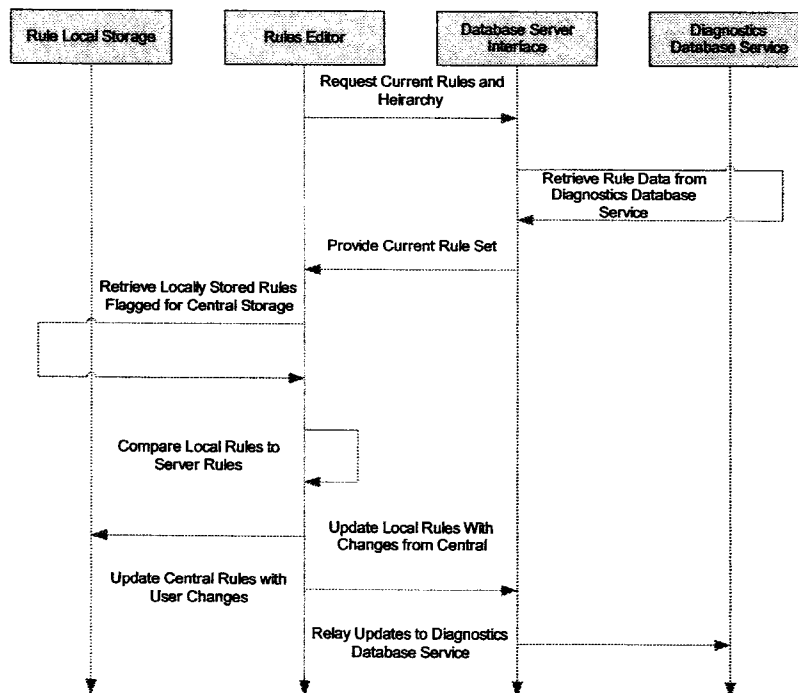 Rule Local Storage
Rules Editor
Database Server
Interface
Diagnostics
Database Service
Request Current Rules and
Heirarchy
Retrieve Rule Data from
Diagnostics Database
Service
Provide Current Rule Set
Retrieve Locally Stored Rules
Flagged for Central Storage
Compare Local Rules to
Server Rules
Update Local Rules With
Changes from Central
Update Central Rules with
User Changes
Relay Updates to Diagnostics
Database Service